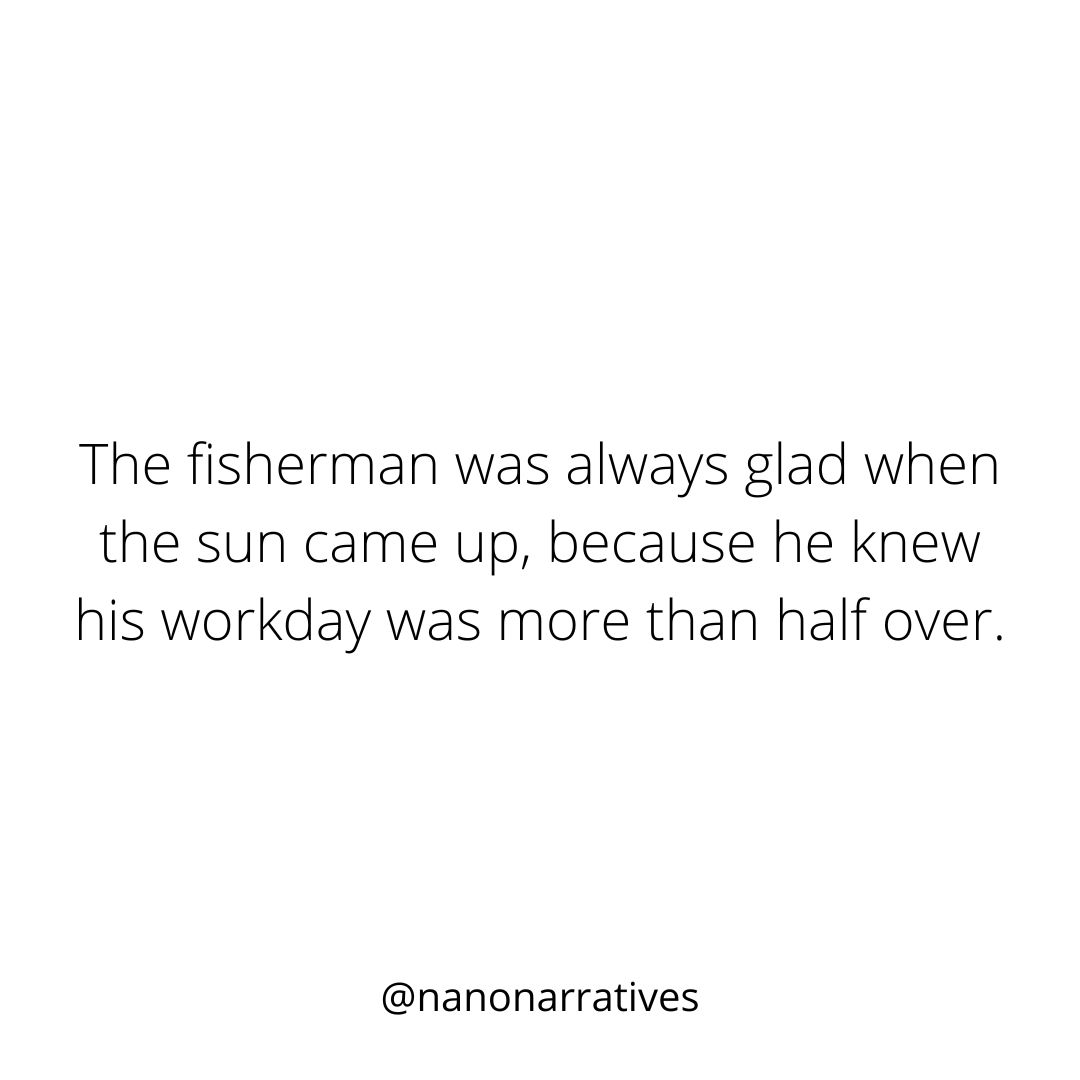 The fisherman was always glad when
the sun came up, because he knew
his workday was more than half over.
@nanonarratives